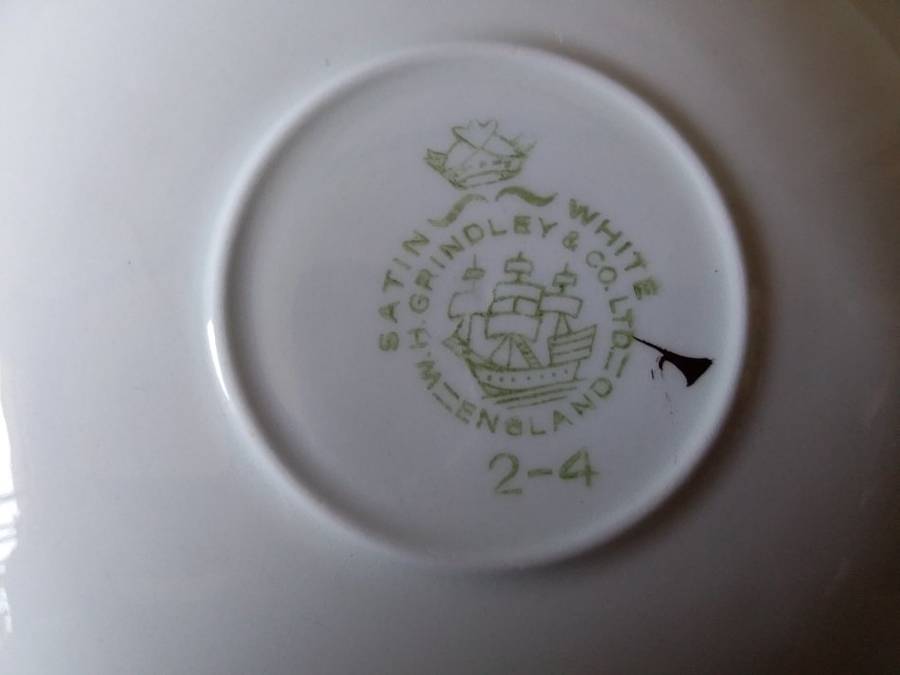 SATIN WHITE
W.H. GRINDLEY & CO. LTD
ENGLAND
2-4